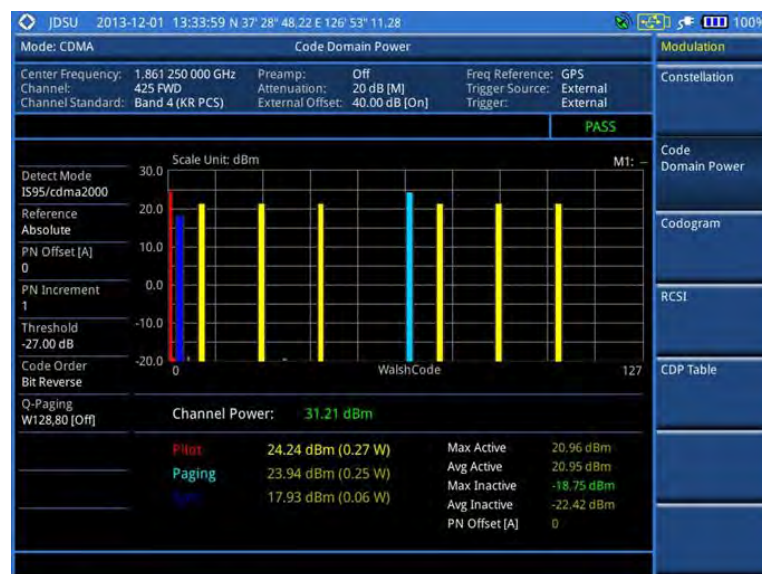 JDSU 2013-12-01 13:33:59 N 37' 28" 48.22 E 126' 53" 11.28 100%
Mode: CDMA Code Domain Power Modulation
Center Frequency: 1.861 250 000 GHz Preamp: Off Freq Reference: GPS
Channel: 425 FWD Attenuation: 20 dB [M] Trigger Source: External
Channel Standard: Band 4 (KR PCS) External Offset: 40.00 dB [On] Trigger: External
Constellation
PASS
Scale Unit: dBm M1: --
Code
Domain Power
Detect Mode
IS95/cdma2000
Reference
Absolute
PN Offset [A]
0
PN Increment
1
Threshold
-27.00 dB
Code Order
Bit Reverse
Q-Paging
W128,80 [Off]
30.0
20.0
10.0
0.0
-10.0
-20.0
0 WalshCode 127
Codogram
RCSI
CDP Table
Channel Power: 31.21 dBm
Pilot 24.24 dBm (0.27 W)
Paging 23.94 dBm (0.25 W)
17.93 dBm (0.06 W)
Max Active 20.96 dBm
Avg Active 20.95 dBm
Max Inactive -18.75 dBm
Avg Inactive -22.42 dBm
PN Offset [A] 0